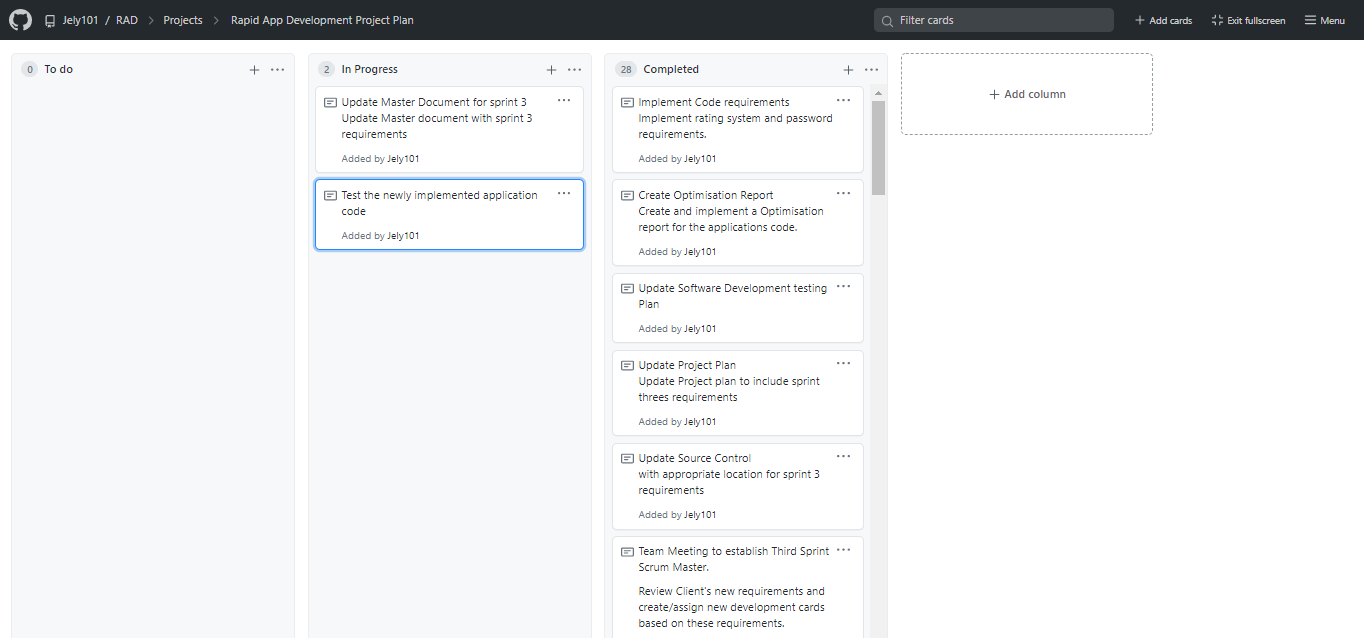 Jely101 / RAD > Projects > Rapid App Development Project Plan
Filter cards
+ Add cards
Exit fullscreen
Menu
0 To do
2 In Progress
Update Master Document for sprint 3
Update Master document with sprint 3
requirements
Added by Jely101
Test the newly implemented application
code
Added by Jely101
28 Completed
Implement Code requirements
Implement rating system and password
requirements.
Added by Jely101
Create Optimisation Report
Create and implement a Optimisation
report for the applications code.
Added by Jely101
Update Software Development testing
Plan
Added by Jely101
Update Project Plan
Update Project plan to include sprint
threes requirements
Added by Jely101
Update Source Control
with appropriate location for sprint 3
requirements
Added by Jely101
Team Meeting to establish Third Sprint
Scrum Master.
Review Client's new requirements and
create/assign new development cards
based on these requirements.
+ Add column